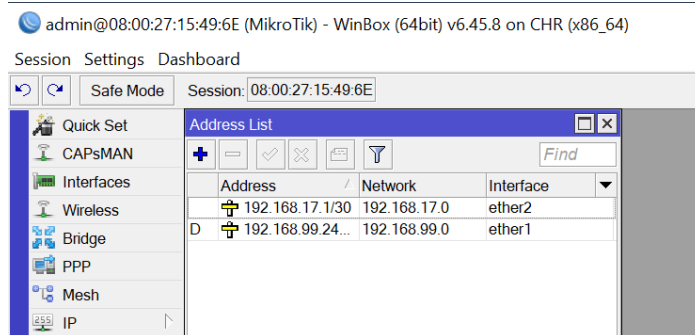 admin@08:00:27:15:49:6E (MikroTik) - WinBox (64bit) v6.45.8 on CHR (x86_64)
Session Settings Dashboard
Safe Mode Session: 08:00:27:15:49:6E
Quick Set
CAPsMAN
Interfaces
Wireless
Bridge
PPP
Mesh
255 IP
Address List
Find
Address Network Interface
192.168.17.1/30 192.168.17.0 ether2
D 192.168.99.24... 192.168.99.0 ether1